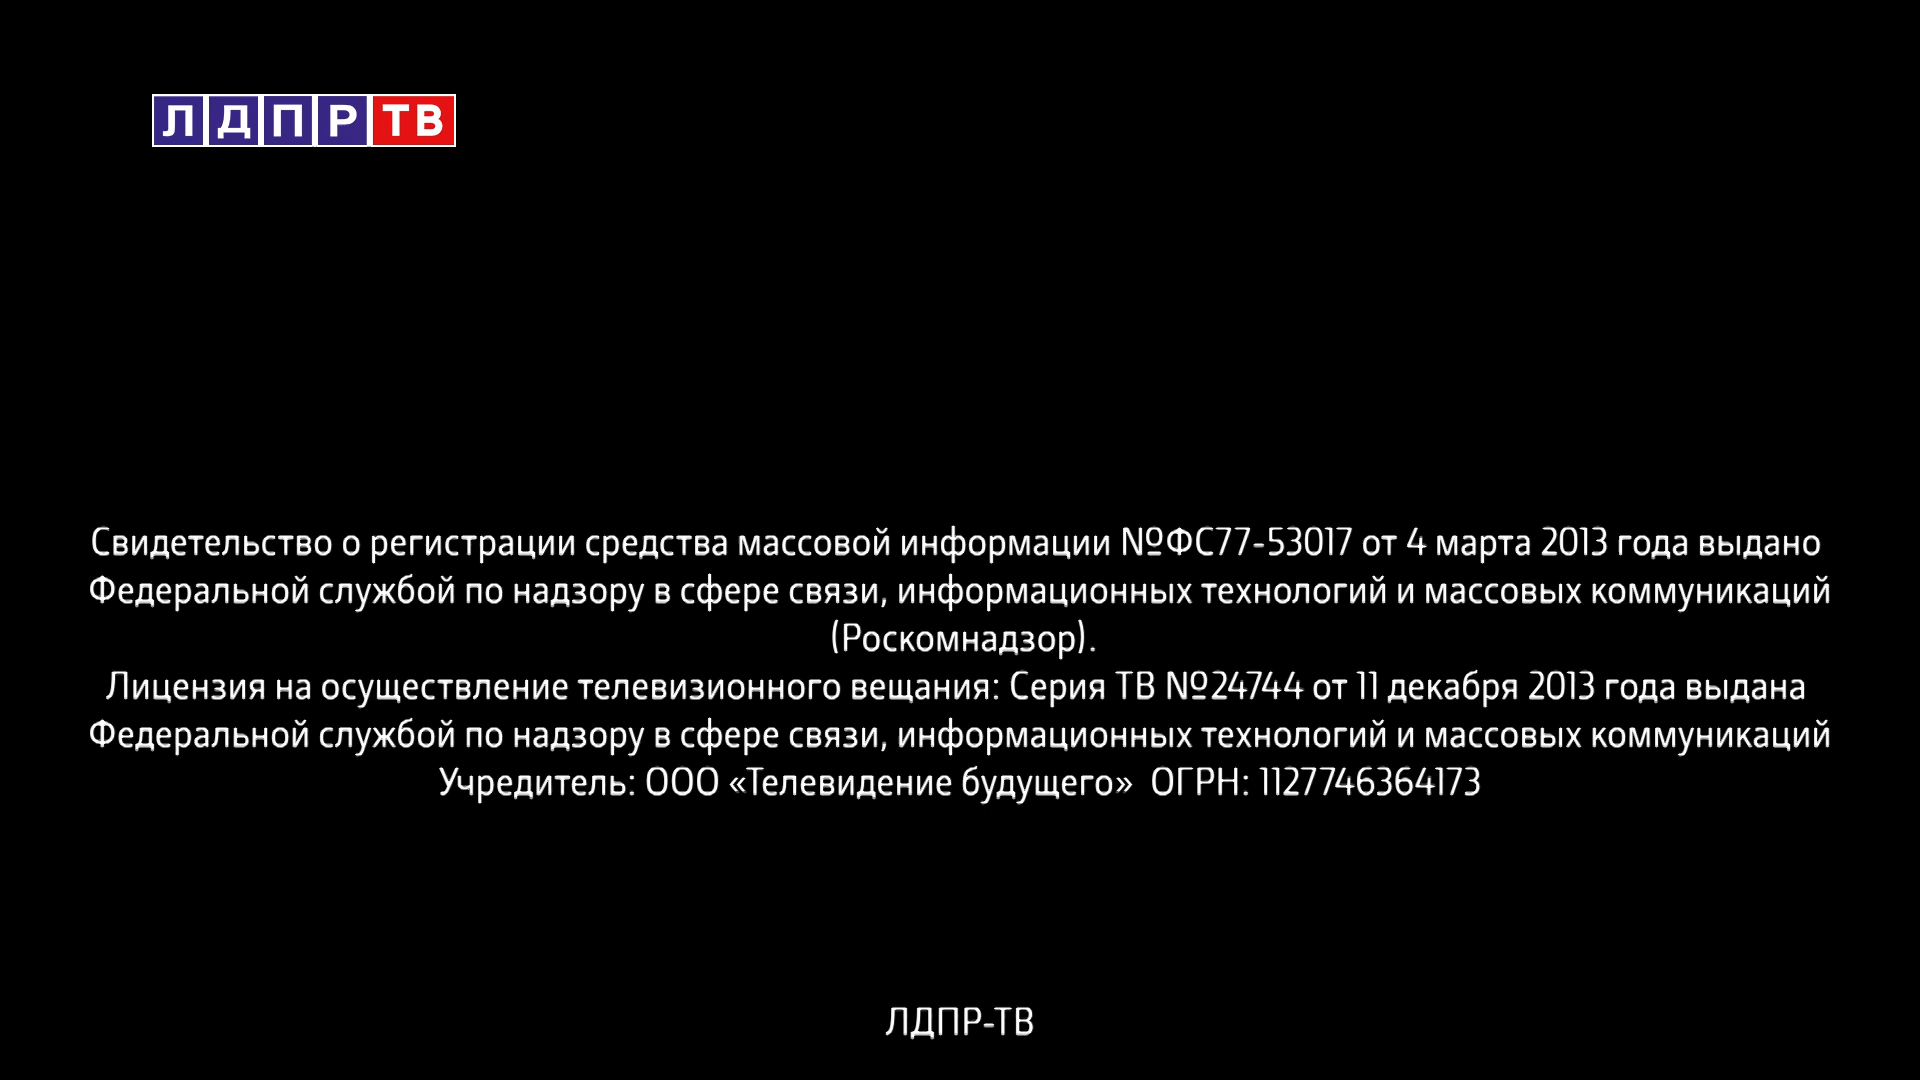 ЛДПРТВ
Свидетельство о регистрации средства массовой информации №ФС77-53017 от 4 марта 2013 года выдано
Федеральной службой по надзору в сфере связи, информационных технологий и массовых коммуникаций
(Роскомнадзор).
Лицензия на осуществление телевизионного вещания: Серия ТВ №24744 от 11 декабря 2013 года выдана
Федеральной службой по надзору в сфере связи, информационных технологий и массовых коммуникаций
Учредитель: ООО «Телевидение будущего» ОГРН: 1127746364173
ЛДПР-ТВ